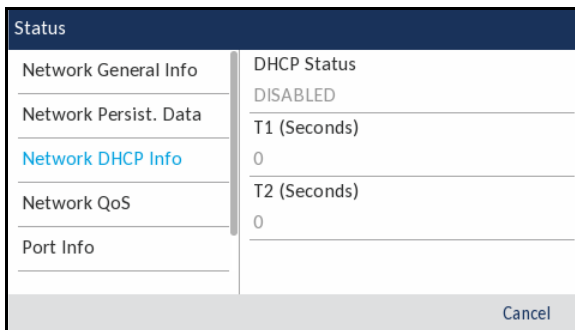 Status
Network General Info
Network Persist. Data
Network DHCP Info
Network QoS
Port Info
DHCP Status
DISABLED
T1 (Seconds)
0
T2 (Seconds)
0
Cancel